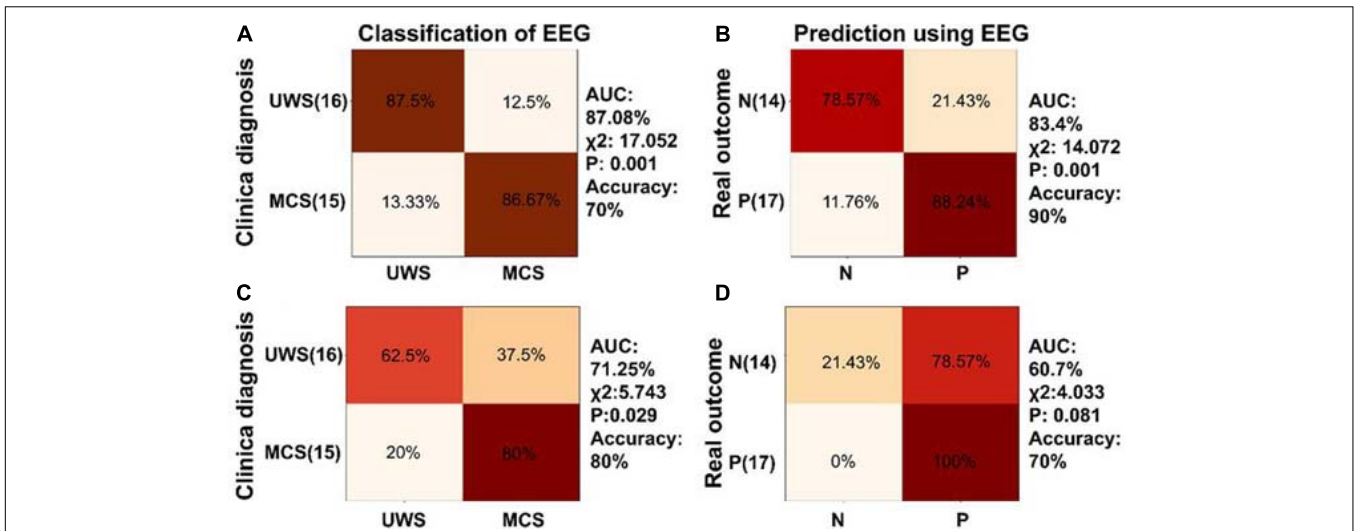 A Classification of EEG
Clinica diagnosis
UWS(16)
87.5% 12.5%
MCS(15)
13.33% 86.67%
UWS MCS
AUC:
87.08%
χ2: 17.052
P: 0.001
Accuracy:
70%
B Prediction using EEG
Real outcome
N(14)
78.57% 21.43%
P(17)
11.76% 88.24%
N P
AUC:
83.4%
χ2: 14.072
P: 0.001
Accuracy:
90%
C
Clinica diagnosis
UWS(16)
62.5% 37.5%
MCS(15)
20% 80%
UWS MCS
AUC:
71.25%
χ2:5.743
P:0.029
Accuracy:
80%
D
Real outcome
N(14)
21.43% 78.57%
P(17)
0% 100%
N P
AUC:
60.7%
χ2:4.033
P: 0.081
Accuracy:
70%